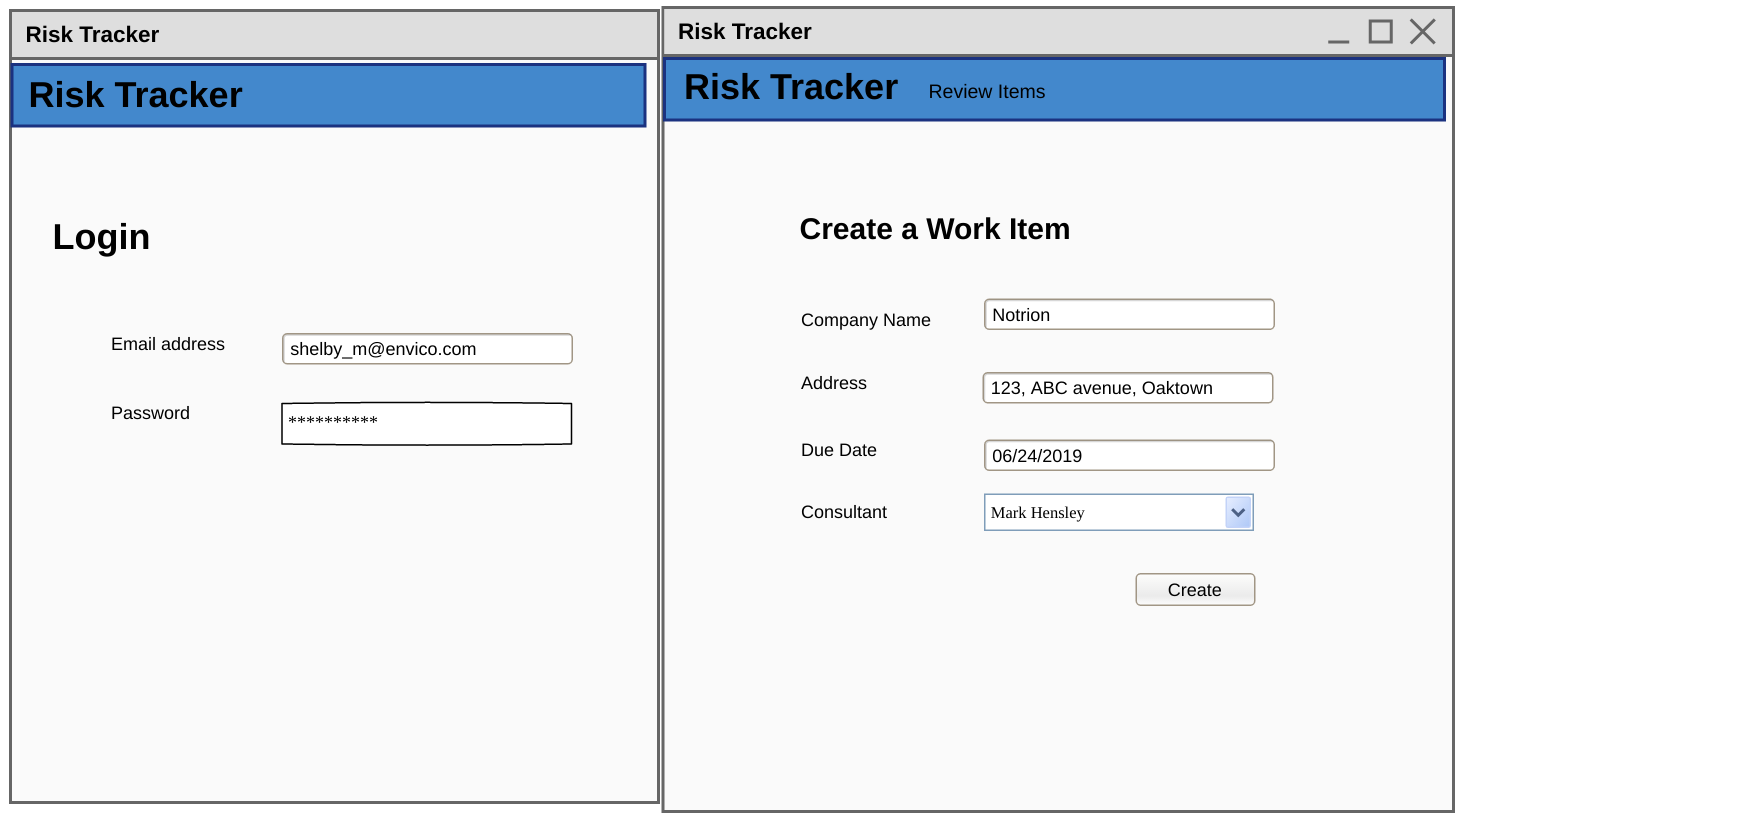 Risk Tracker
Risk Tracker
Login
Email address shelby_m@envico.com
Password **********
Risk Tracker
Risk Tracker Review Items
Create a Work Item
Company Name Notrion
Address 123, ABC avenue, Oaktown
Due Date 06/24/2019
Consultant Mark Hensley
Create